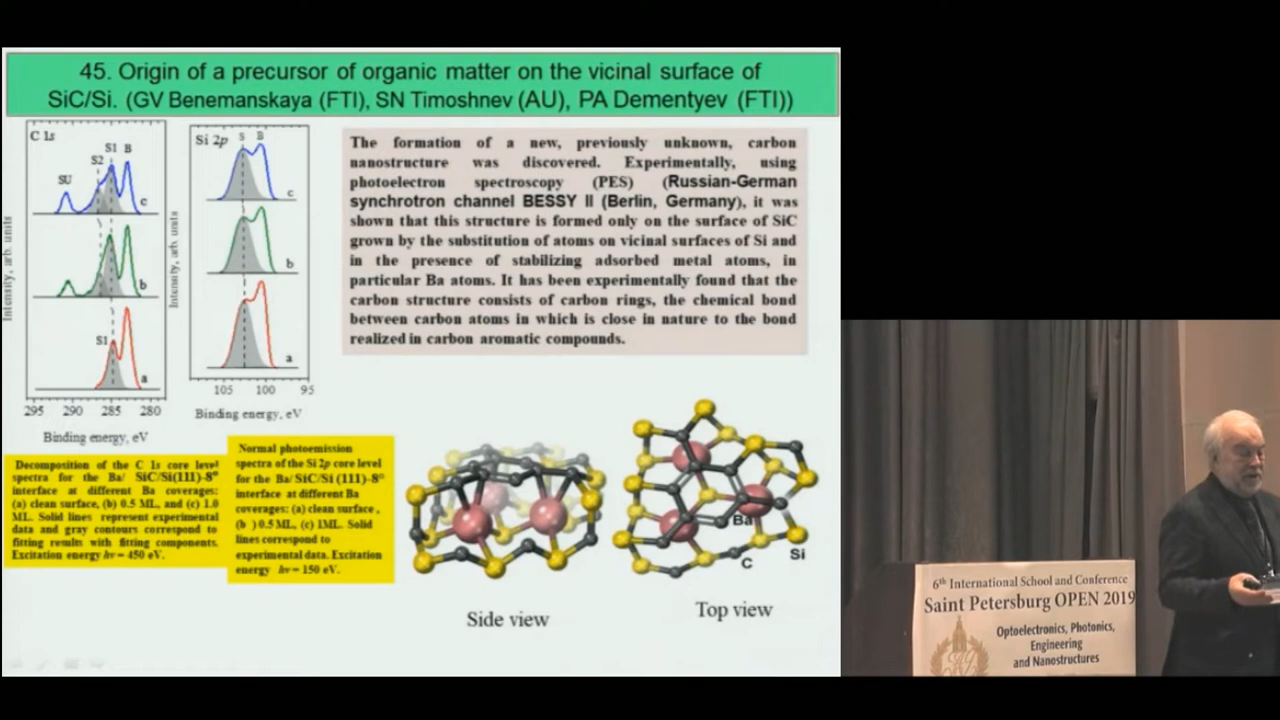 45. Origin of a precursor of organic matter on the vicinal surface of
SiC/Si. (GV Benemanskaya (FTI), SN Timoshnev (AU), PA Dementyev (FTI))
C 1s
S2
S1
B
SU
c
b
S1
a
295 290 285 280
Binding energy, eV
Intensity, arb. units
Si 2p
S
B
c
b
a
105 100 95
Binding energy, eV
Intensity, arb. units
The formation of a new, previously unknown, carbon
nanostructure was discovered. Experimentally, using
photoelectron spectroscopy (PES) (Russian-German
synchrotron channel BESSY II (Berlin, Germany), it was
shown that this structure is formed only on the surface of SiC
grown by the substitution of atoms on vicinal surfaces of Si and
in the presence of stabilizing adsorbed metal atoms, in
particular Ba atoms. It has been experimentally found that the
carbon structure consists of carbon rings, the chemical bond
between carbon atoms in which is close in nature to the bond
realized in carbon aromatic compounds.
Decomposition of the C 1s core level
spectra for the Ba/ SiC/Si(111)-8°
interface at different Ba coverages:
(a) clean surface, (b) 0.5 ML, and (c) 1.0
ML. Solid lines represent experimental
data and gray contours correspond to
fitting results with fitting components.
Excitation energy hν = 450 eV.
Normal photoemission
spectra of the Si 2p core level
for the Ba/ SiC/Si (111)-8°
interface at different Ba
coverages: (a) clean surface ,
(b ) 0.5 ML, (c) 1ML. Solid
lines correspond to
experimental data. Excitation
energy hν = 150 eV.
Ba
Si
C
Side view
Top view
6th International School and Conference
Saint Petersburg OPEN 2019
Optoelectronics, Photonics,
Engineering
and Nanostructures